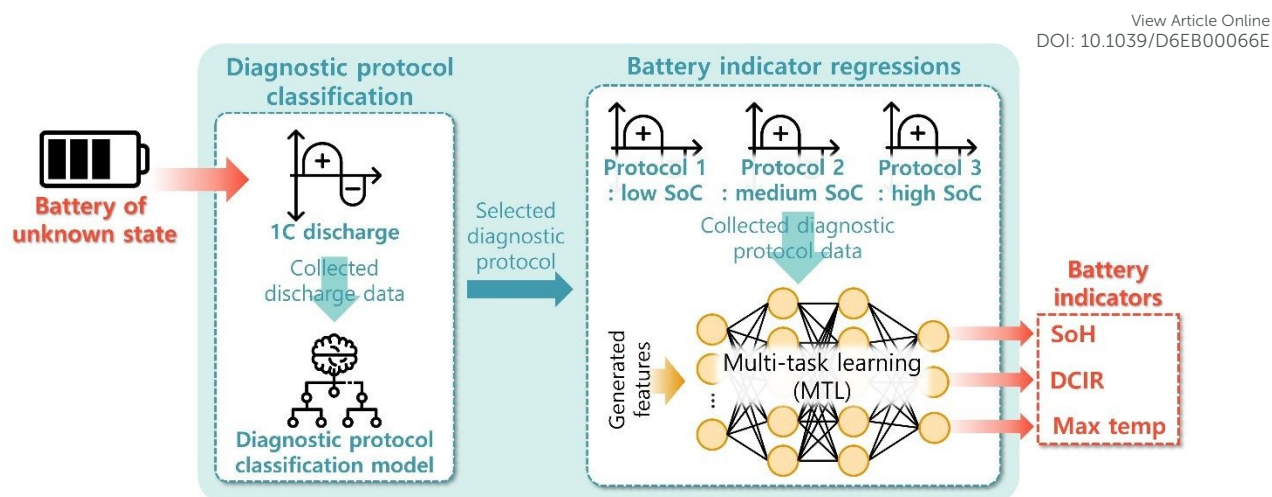 View Article Online
DOI: 10.1039/D6EB00066E
Diagnostic protocol
classification
Battery of
unknown state
+
−
1C discharge
Collected
discharge data
Diagnostic protocol
classification model
Selected
diagnostic
protocol
Battery indicator regressions
+
Protocol 1
: low SoC
+
Protocol 2
: medium SoC
+
Protocol 3
: high SoC
Collected diagnostic
protocol data
Generated
features
...
Multi-task learning
(MTL)
Battery
indicators
SoH
DCIR
Max temp